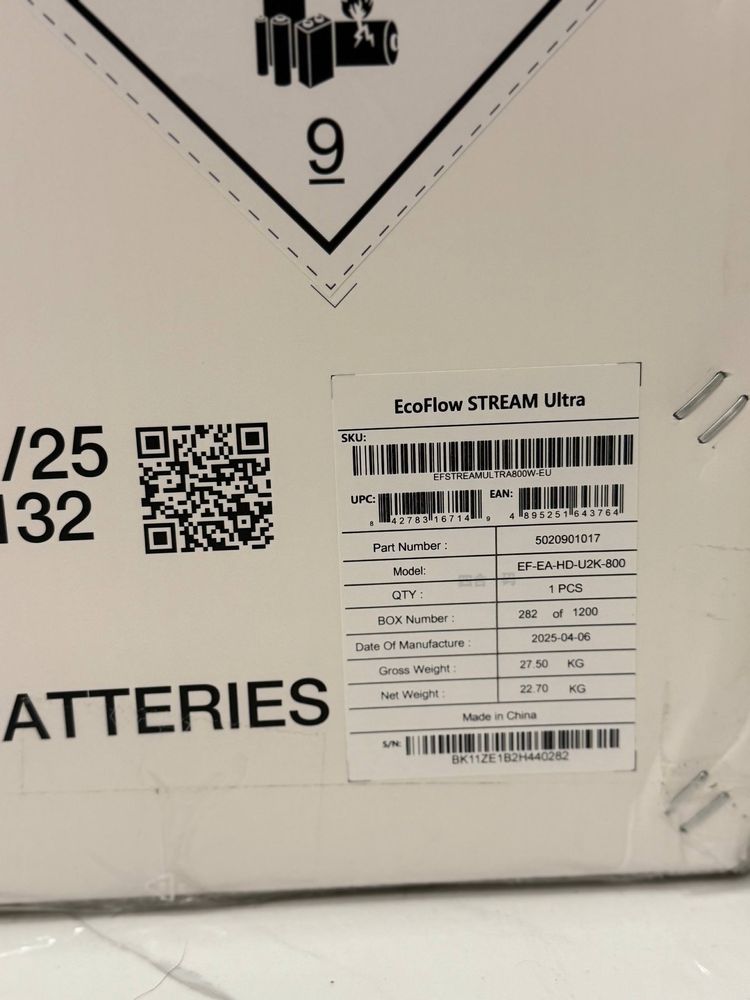 9
/25
132
ATTERIES
EcoFlow STREAM Ultra
SKU:
EFSTREAMULTRA800W-EU
UPC: 8 42783 16714 9 EAN: 4 895251 643764
Part Number : 5020901017
Model: EF-EA-HD-U2K-800
QTY : 1 PCS
BOX Number : 282 of 1200
Date Of Manufacture : 2025-04-06
Gross Weight : 27.50 KG
Net Weight : 22.70 KG
Made in China
S/N:
BK11ZE1B2H440282